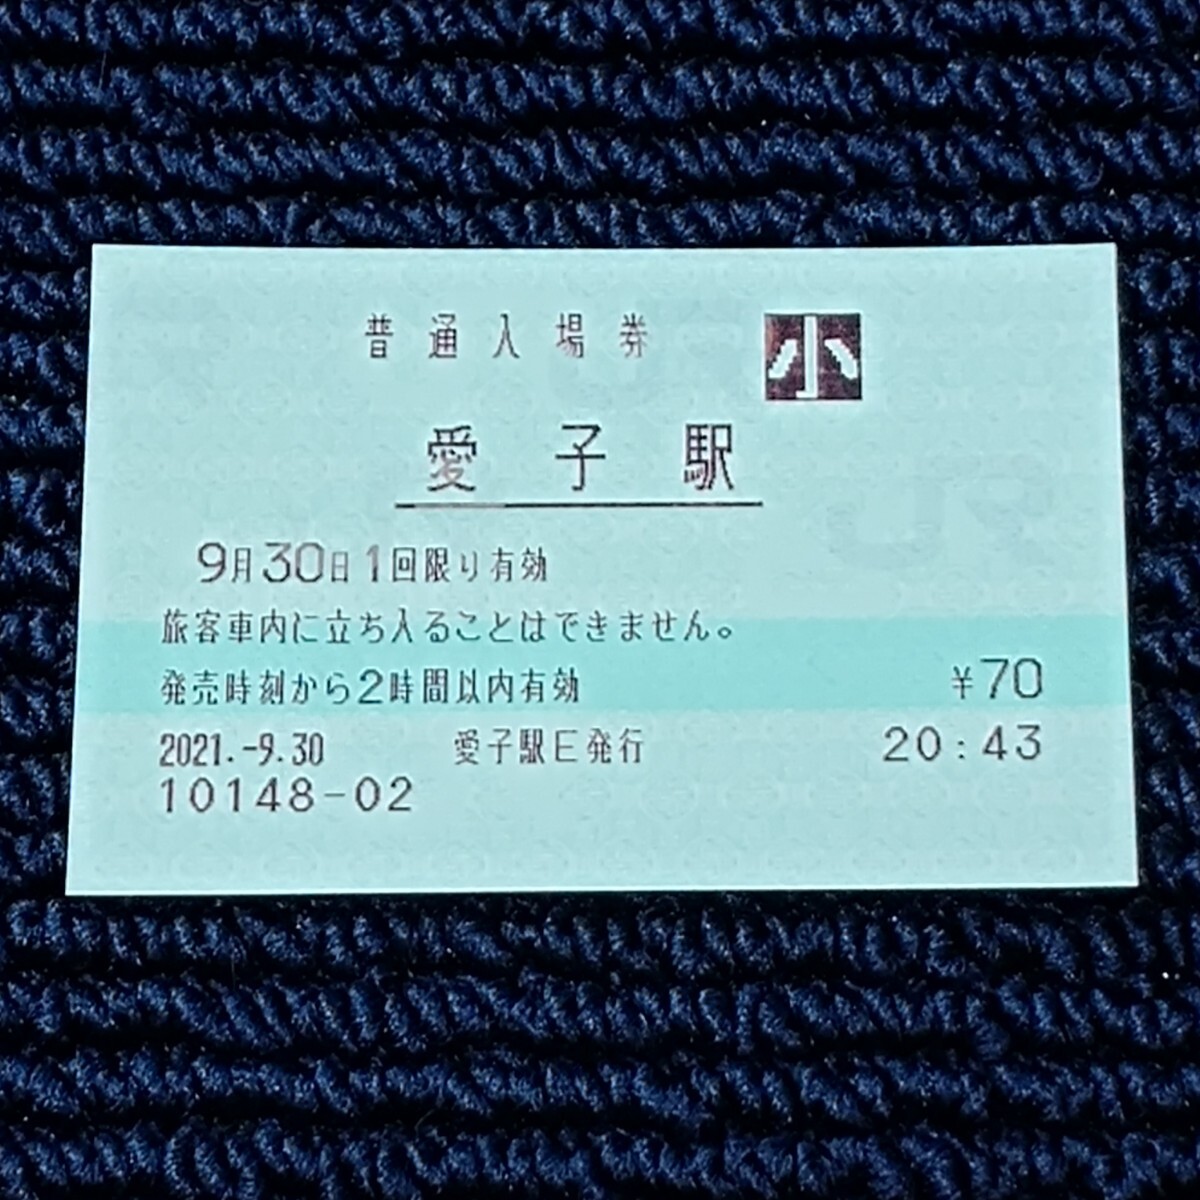 普通入場券 小
愛子駅
9月30日1回限り有効
旅客車内に立ち入ることはできません。
発売時刻から2時間以内有効 ¥70
2021.-9.30 愛子駅E発行 20:43
10148-02